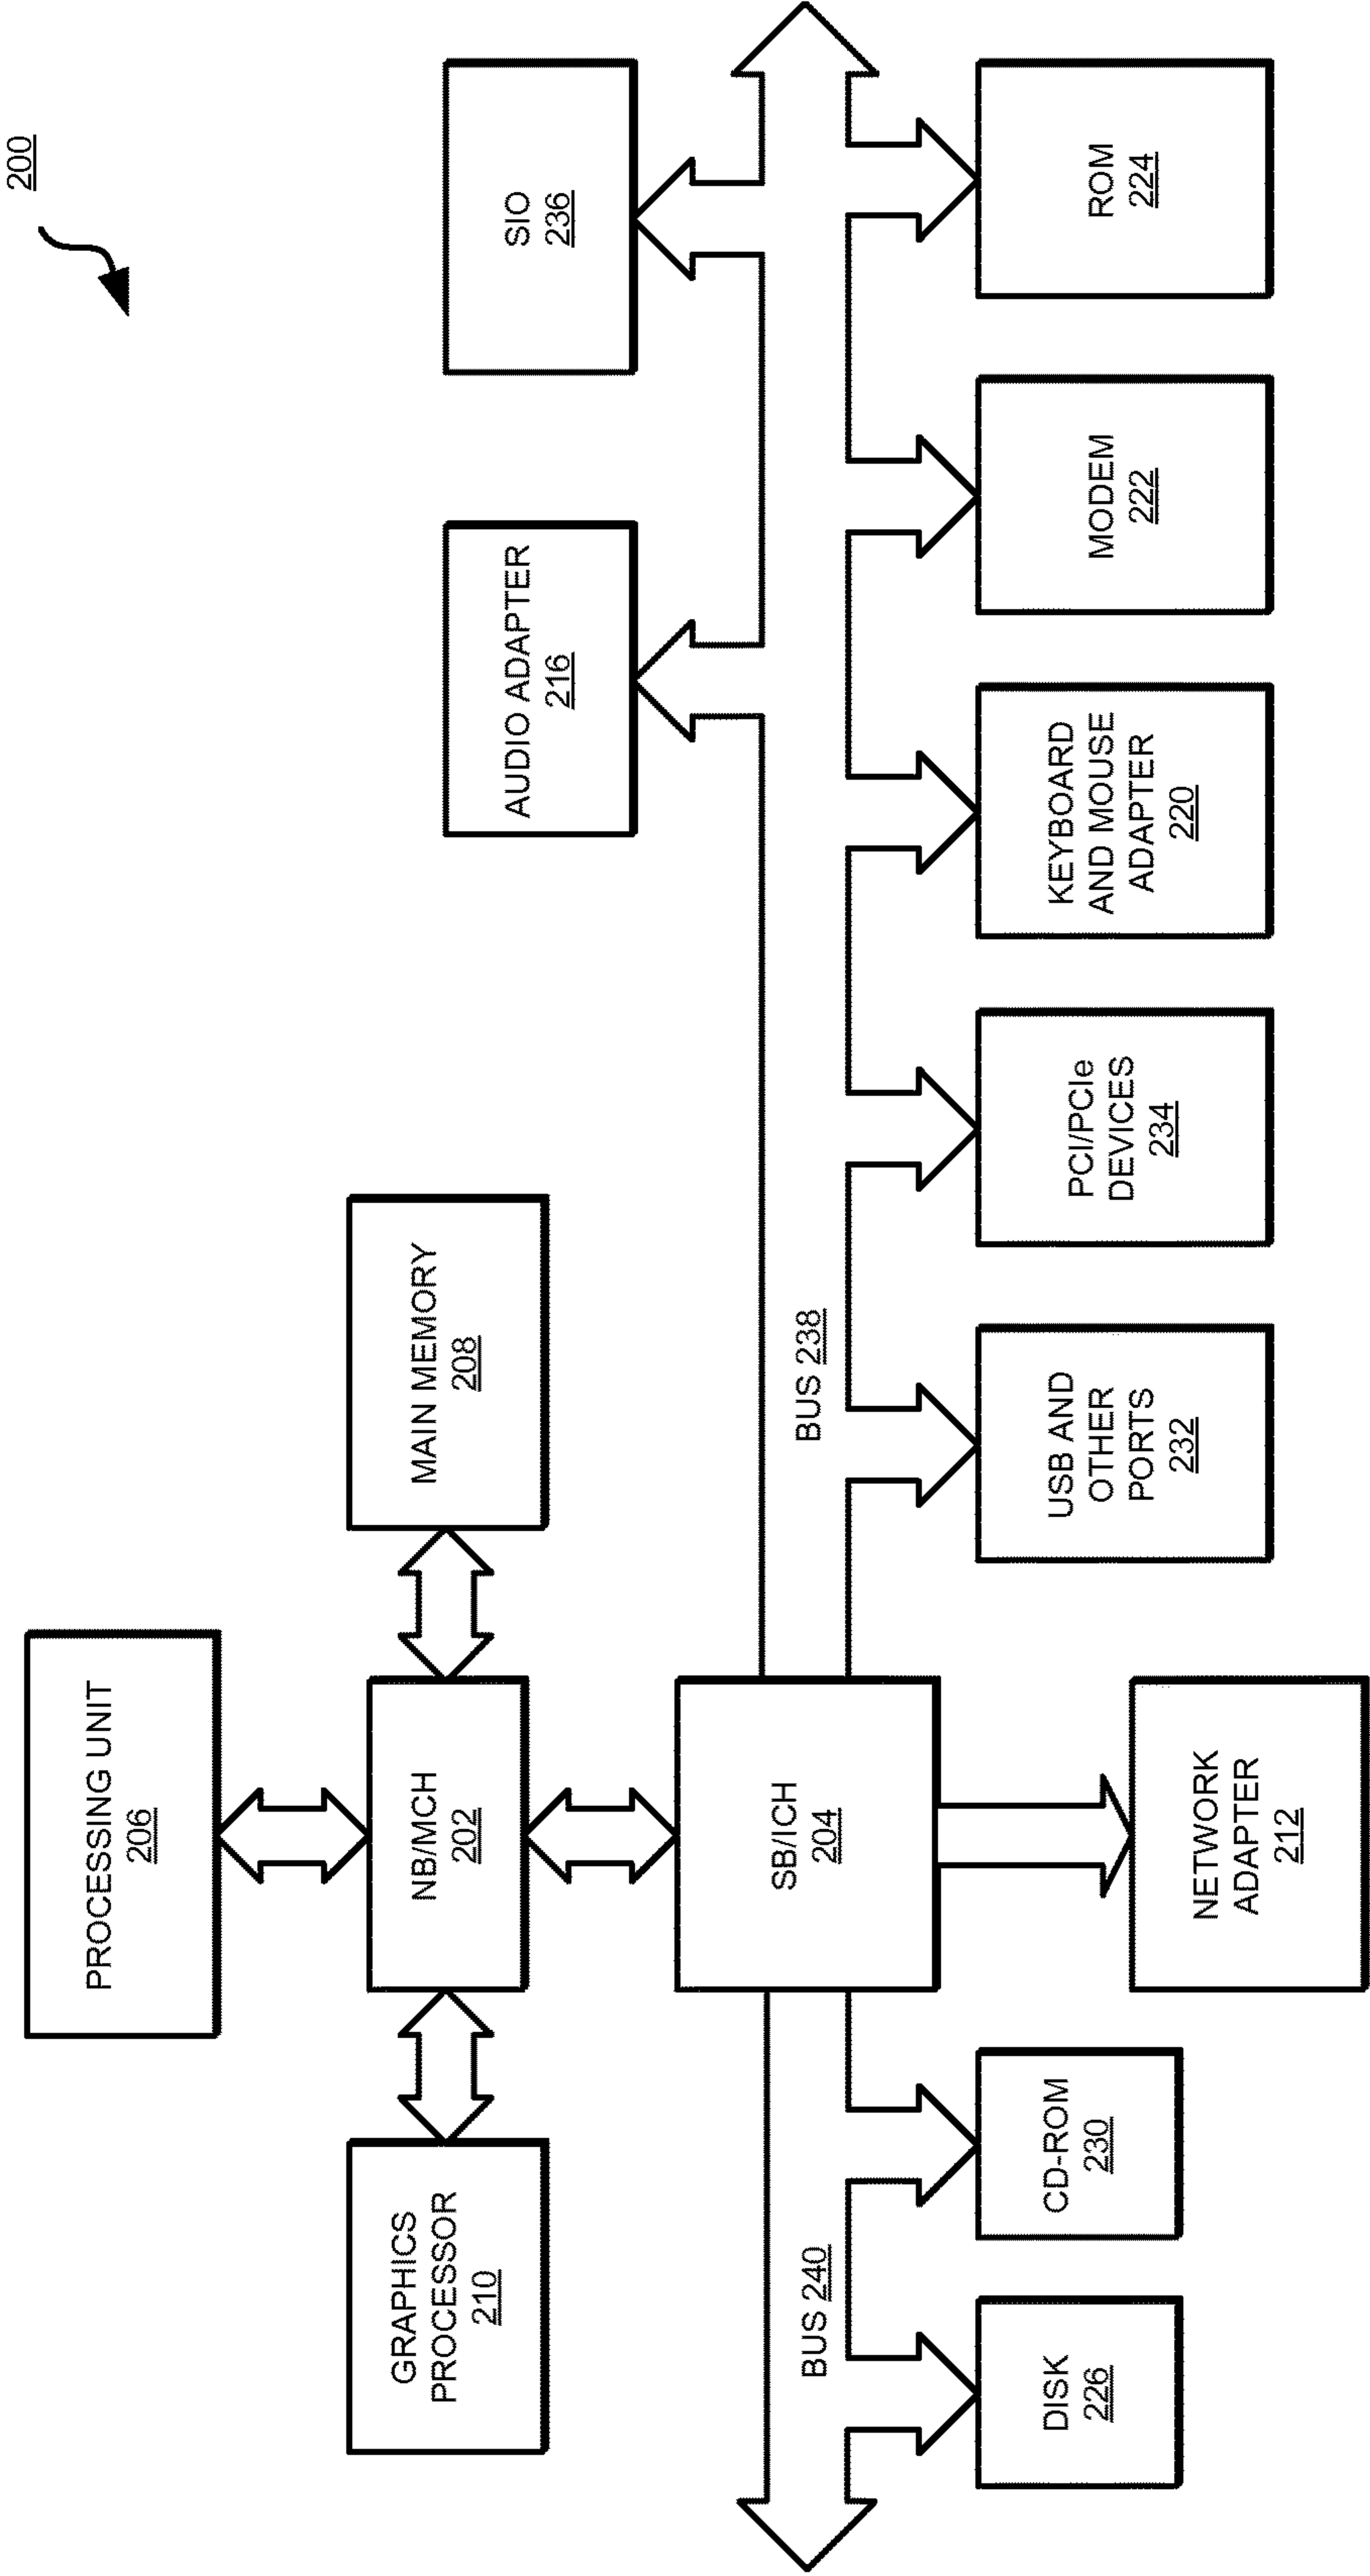 200
PROCESSING UNIT
206
GRAPHICS
PROCESSOR
210
NB/MCH
202
MAIN MEMORY
208
AUDIO ADAPTER
216
SIO
236
SB/ICH
204
BUS 240
BUS 238
DISK
226
CD-ROM
230
NETWORK
ADAPTER
212
USB AND
OTHER
PORTS
232
PCI/PCIe
DEVICES
234
KEYBOARD
AND MOUSE
ADAPTER
220
MODEM
222
ROM
224